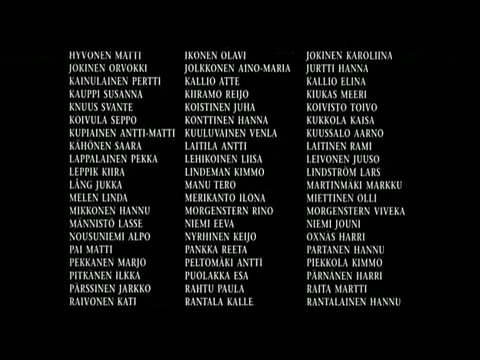 HYVÖNEN MATTI IKONEN OLAVI JOKINEN KAROLIINA
JOKINEN ORVOKKI JOLKKONEN AINO-MARIA JURTTI HANNA
KAINULAINEN PERTTI KALLIO ATTE KALLIO ELINA
KAUPPI SUSANNA KIIRAMO REIJO KIUKAS MEERI
KNUUS SVANTE KOISTINEN JUHA KOIVISTO TOIVO
KOIVULA SEPPO KONTTINEN HANNA KUKKOLA KAISA
KUPIAINEN ANTTI-MATTI KUULUVAINEN VENLA KUUSSALO AARNO
KÄHÖNEN SAARA LAITILA ANTTI LAITINEN RAMI
LAPPALAINEN PEKKA LEHIKOINEN LIISA LEIVONEN JUUSO
LEPPIK KIIRA LINDEMAN KIMMO LINDSTRÖM LARS
LÅNG JUKKA MANU TERO MARTINMÄKI MARKKU
MELEN LINDA MERIKANTO ILONA MIETTINEN OLLI
MIKKONEN HANNU MORGENSTERN RINO MORGENSTERN VIVEKA
MÄNNISTÖ LASSE NIEMI EEVA NIEMI JOUNI
NOUSUNIEMI ALPO NYRHINEN KEIJO OXNÄS HARRI
PAI MATTI PANKKA REETA PARTANEN HANNU
PEKKANEN MARJO PELTOMÄKI ANTTI PIEKKOLA KIMMO
PITKÄNEN ILKKA PUOLAKKA ESA PÄRNÄNEN HARRI
PÄRSSINEN JARKKO RAHTU PAULA RAITA MARTTI
RAIVONEN KATI RANTALA KALLE RANTALAINEN HANNU